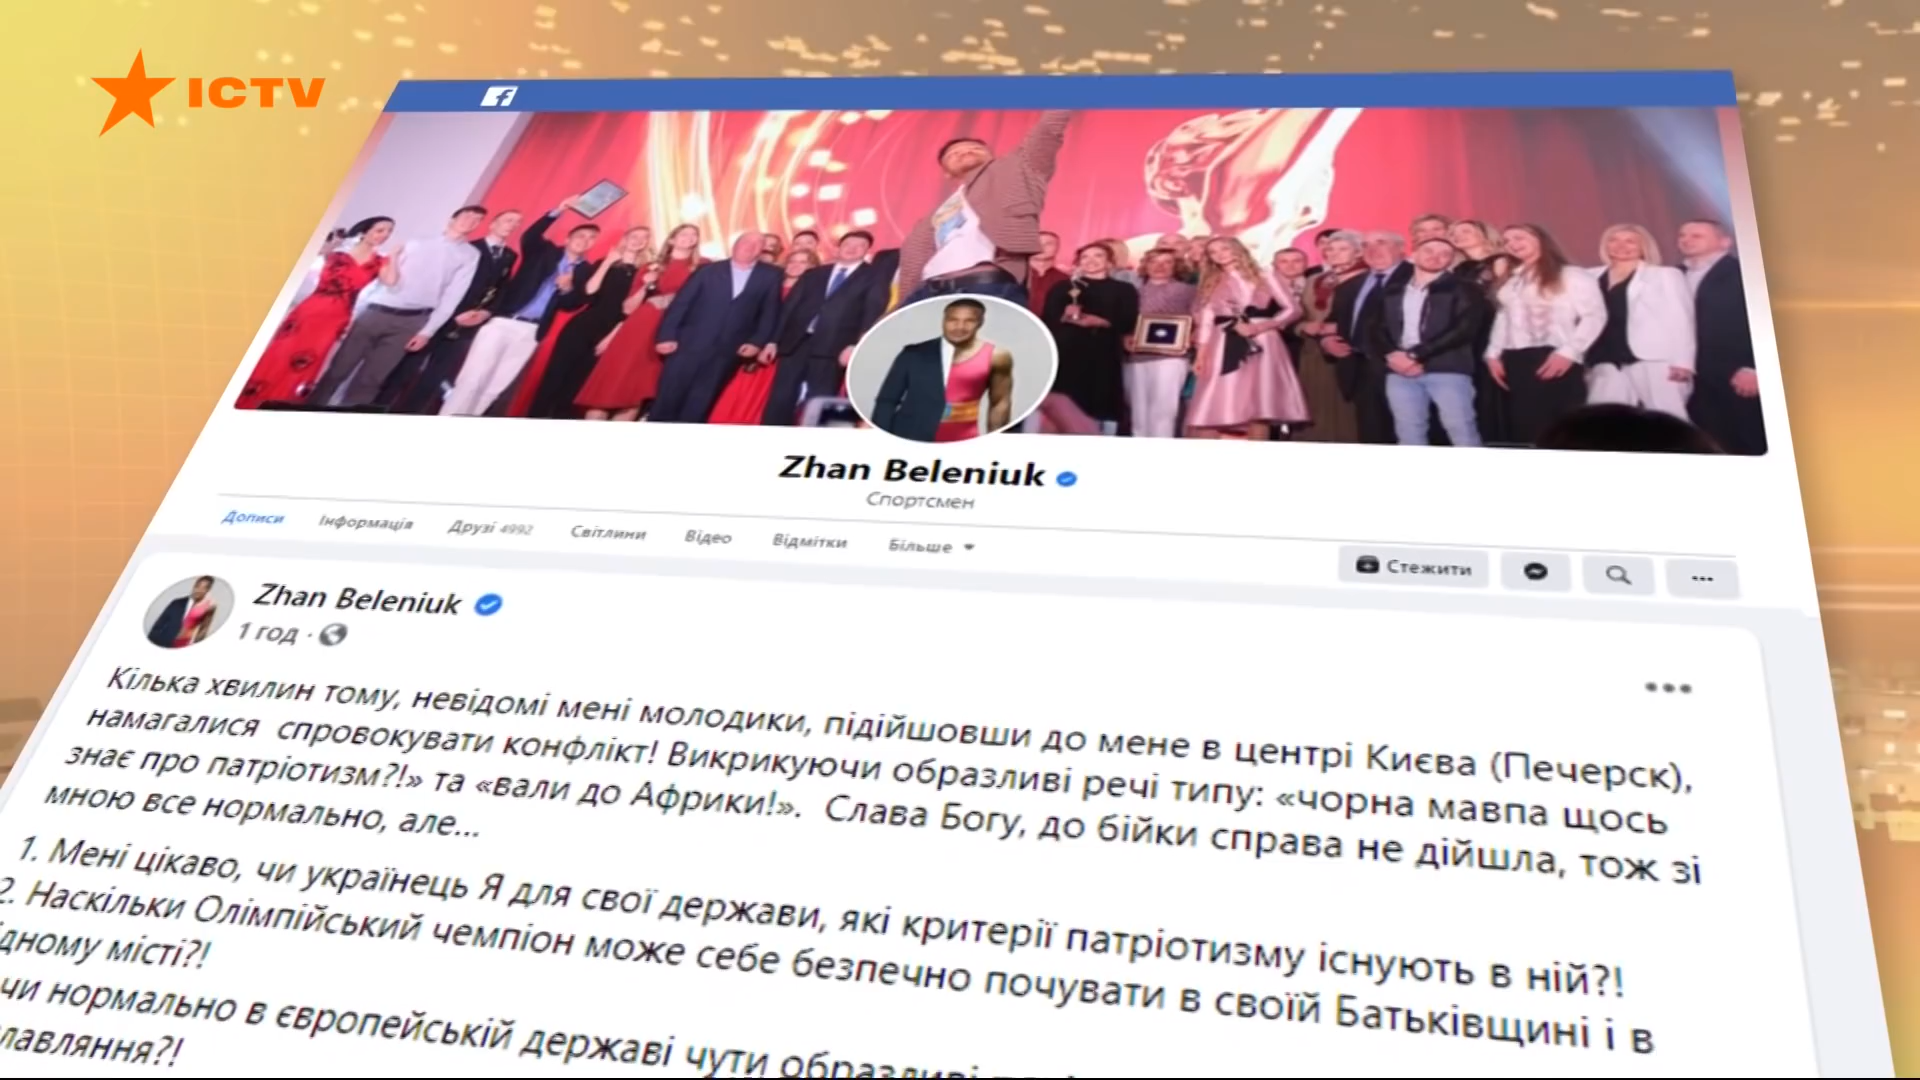 ICTV
Zhan Beleniuk
Спортсмен
Дописи Інформація Друзі 4992 Світлини Відео Відмітки Більше
Стежити
Zhan Beleniuk
1 год ·
Кілька хвилин тому, невідомі мені молодики, підійшовши до мене в центрі Києва (Печерск),
намагалися спровокувати конфлікт! Викрикуючи образливі речі типу: «чорна мавпа щось
знає про патріотизм?!» та «вали до Африки!». Слава Богу, до бійки справа не дійшла, тож зі
мною все нормально, але...
1. Мені цікаво, чи українець Я для свої держави, які критерії патріотизму існують в ній?!
2. Наскільки Олімпійський чемпіон може себе безпечно почувати в своїй Батьківщині і в
ідному місті?!
чи нормально в європейській державі чути образливі
лавляння?!